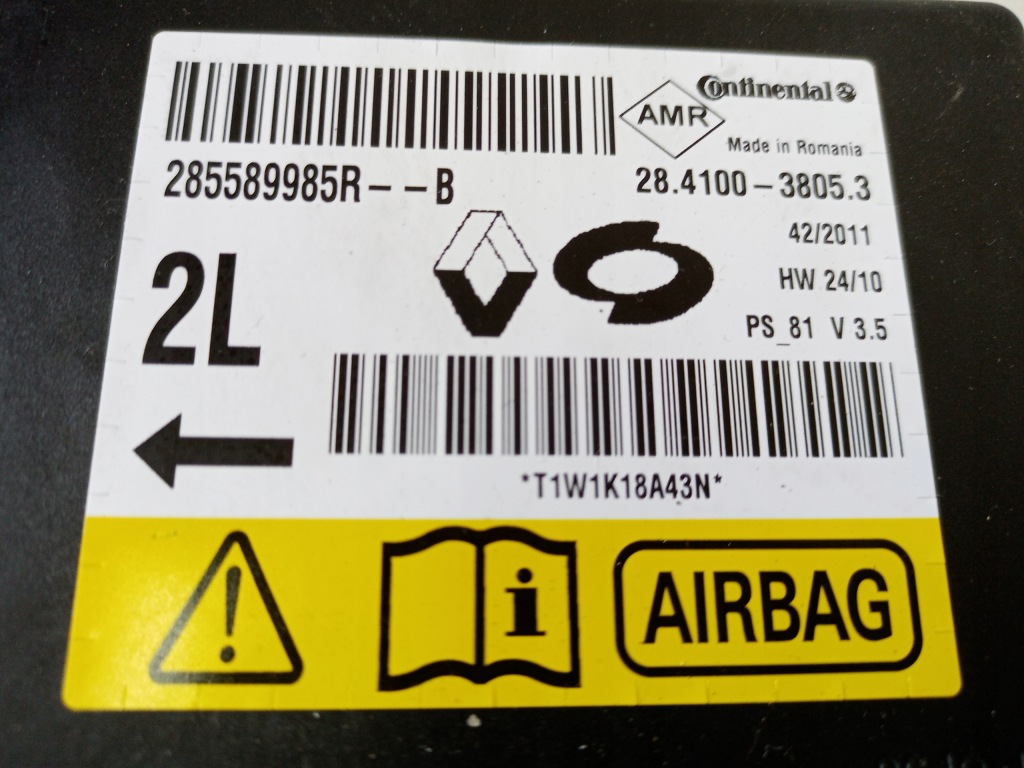 Continental
AMR
Made in Romania
285589985R--B
28.4100-3805.3
42/2011
HW 24/10
2L
PS_81 V 3.5
*T1W1K18A43N*
!
i
AIRBAG